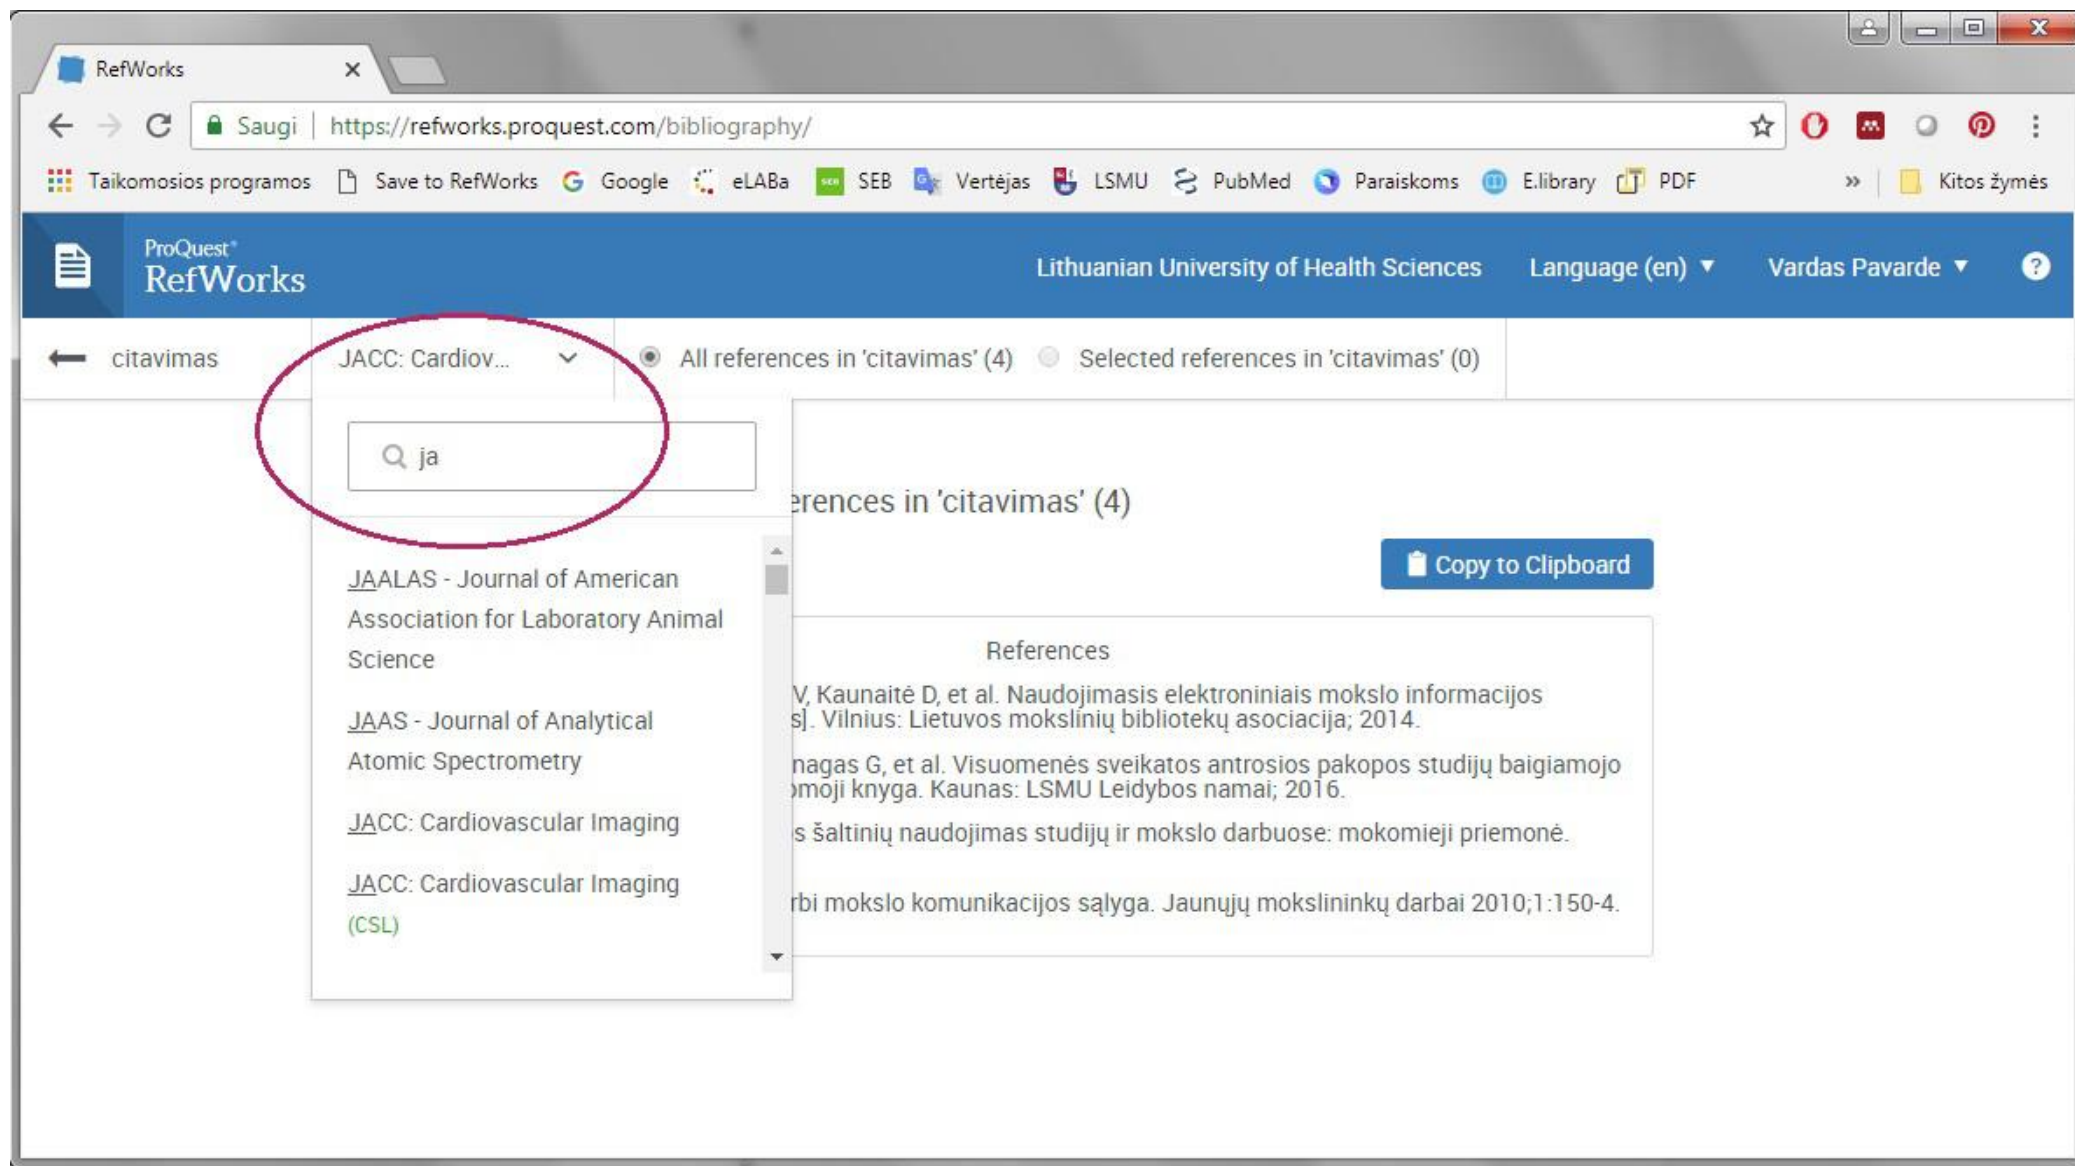 RefWorks
Saugi https://refworks.proquest.com/bibliography/
Taikomosios programos Save to RefWorks Google eLABa SEB Vertėjas LSMU PubMed Paraiskoms E.library PDF » Kitos žymės
ProQuest®
RefWorks
Lithuanian University of Health Sciences Language (en) Vardas Pavarde ?
citavimas JACC: Cardiov... All references in 'citavimas' (4) Selected references in 'citavimas' (0)
ja
erences in 'citavimas' (4)
Copy to Clipboard
JAALAS - Journal of American
Association for Laboratory Animal
Science
JAAS - Journal of Analytical
Atomic Spectrometry
JACC: Cardiovascular Imaging
JACC: Cardiovascular Imaging
(CSL)
References
V, Kaunaitė D, et al. Naudojimasis elektroniniais mokslo informacijos
s]. Vilnius: Lietuvos mokslinių bibliotekų asociacija; 2014.
nagas G, et al. Visuomenės sveikatos antrosios pakopos studijų baigiamojo
omoji knyga. Kaunas: LSMU Leidybos namai; 2016.
s šaltinių naudojimas studijų ir mokslo darbuose: mokomieji priemonė.
rbi mokslo komunikacijos sąlyga. Jaunųjų mokslininkų darbai 2010;1:150-4.